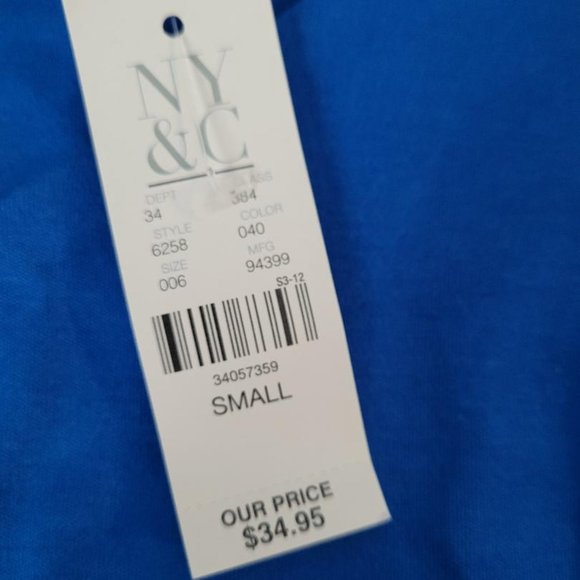 NY
&C
DEPT CLASS
34 384
STYLE COLOR
6258 040
SIZE MFG
006 94399
S3-12
34057359
SMALL
OUR PRICE
$34.95